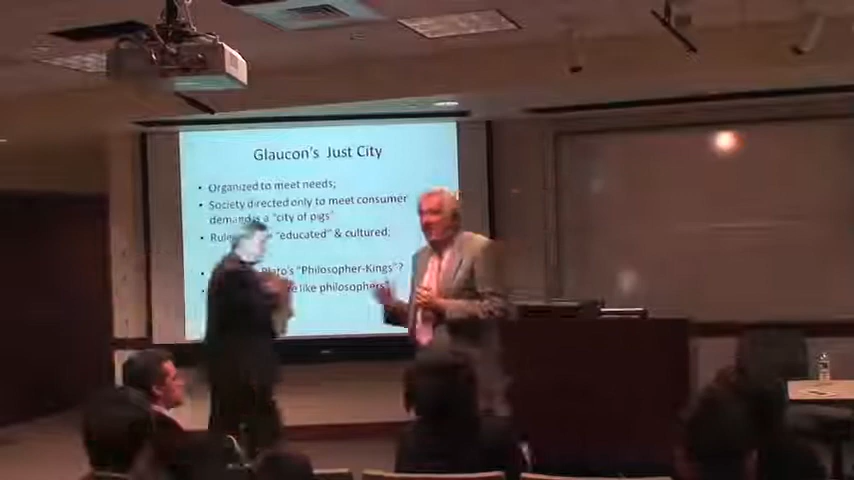 Glaucon's Just City
• Organized to meet needs;
• Society directed only to meet consumer
demand is a "city of pigs"
• "educated" & cultured.
• Plato's "Philosopher-Kings"?
• like philosophers